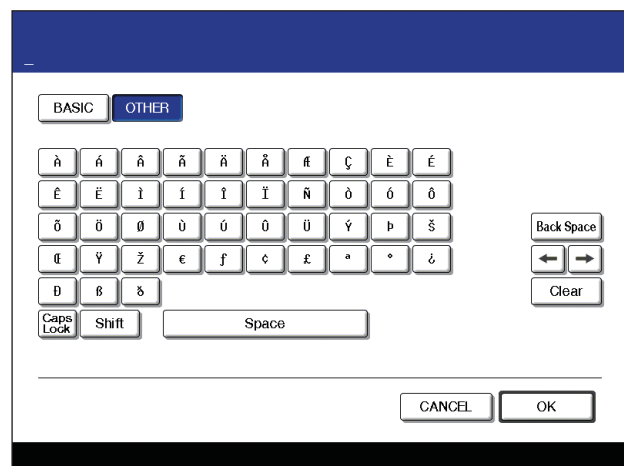 _
BASIC OTHER
À Á Â Ã Ä Å Æ Ç È É
Ê Ë Ì Í Î Ï Ñ Ò Ó Ô
Õ Ö Ø Ù Ú Û Ü Ý Þ Š
Œ Ÿ Ž € ƒ ¢ £ ª º ¿
Đ ß ð
Back Space
← →
Clear
Caps Lock Shift Space
CANCEL OK